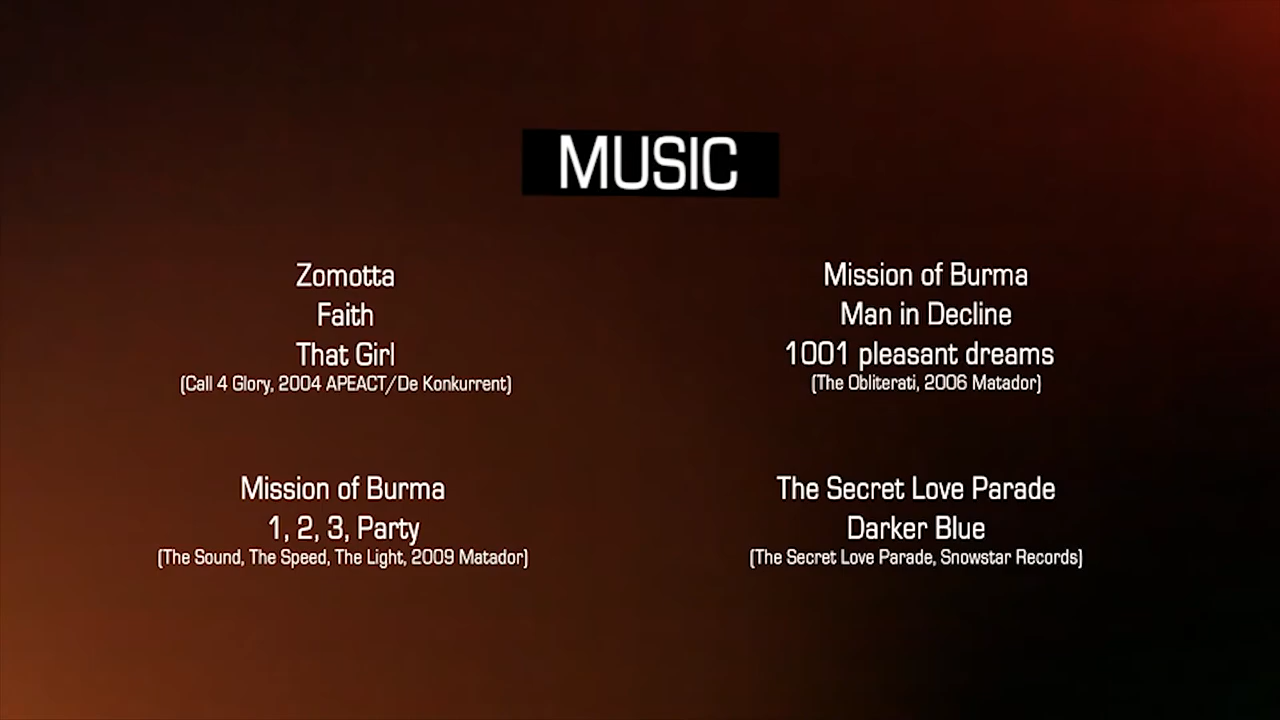 MUSIC
Zomotta
Faith
That Girl
(Call 4 Glory, 2004 APEACT/De Konkurrent)
Mission of Burma
Man in Decline
1001 pleasant dreams
(The Obliterati, 2006 Matador)
Mission of Burma
1, 2, 3, Party
(The Sound, The Speed, The Light, 2009 Matador)
The Secret Love Parade
Darker Blue
(The Secret Love Parade, Snowstar Records)